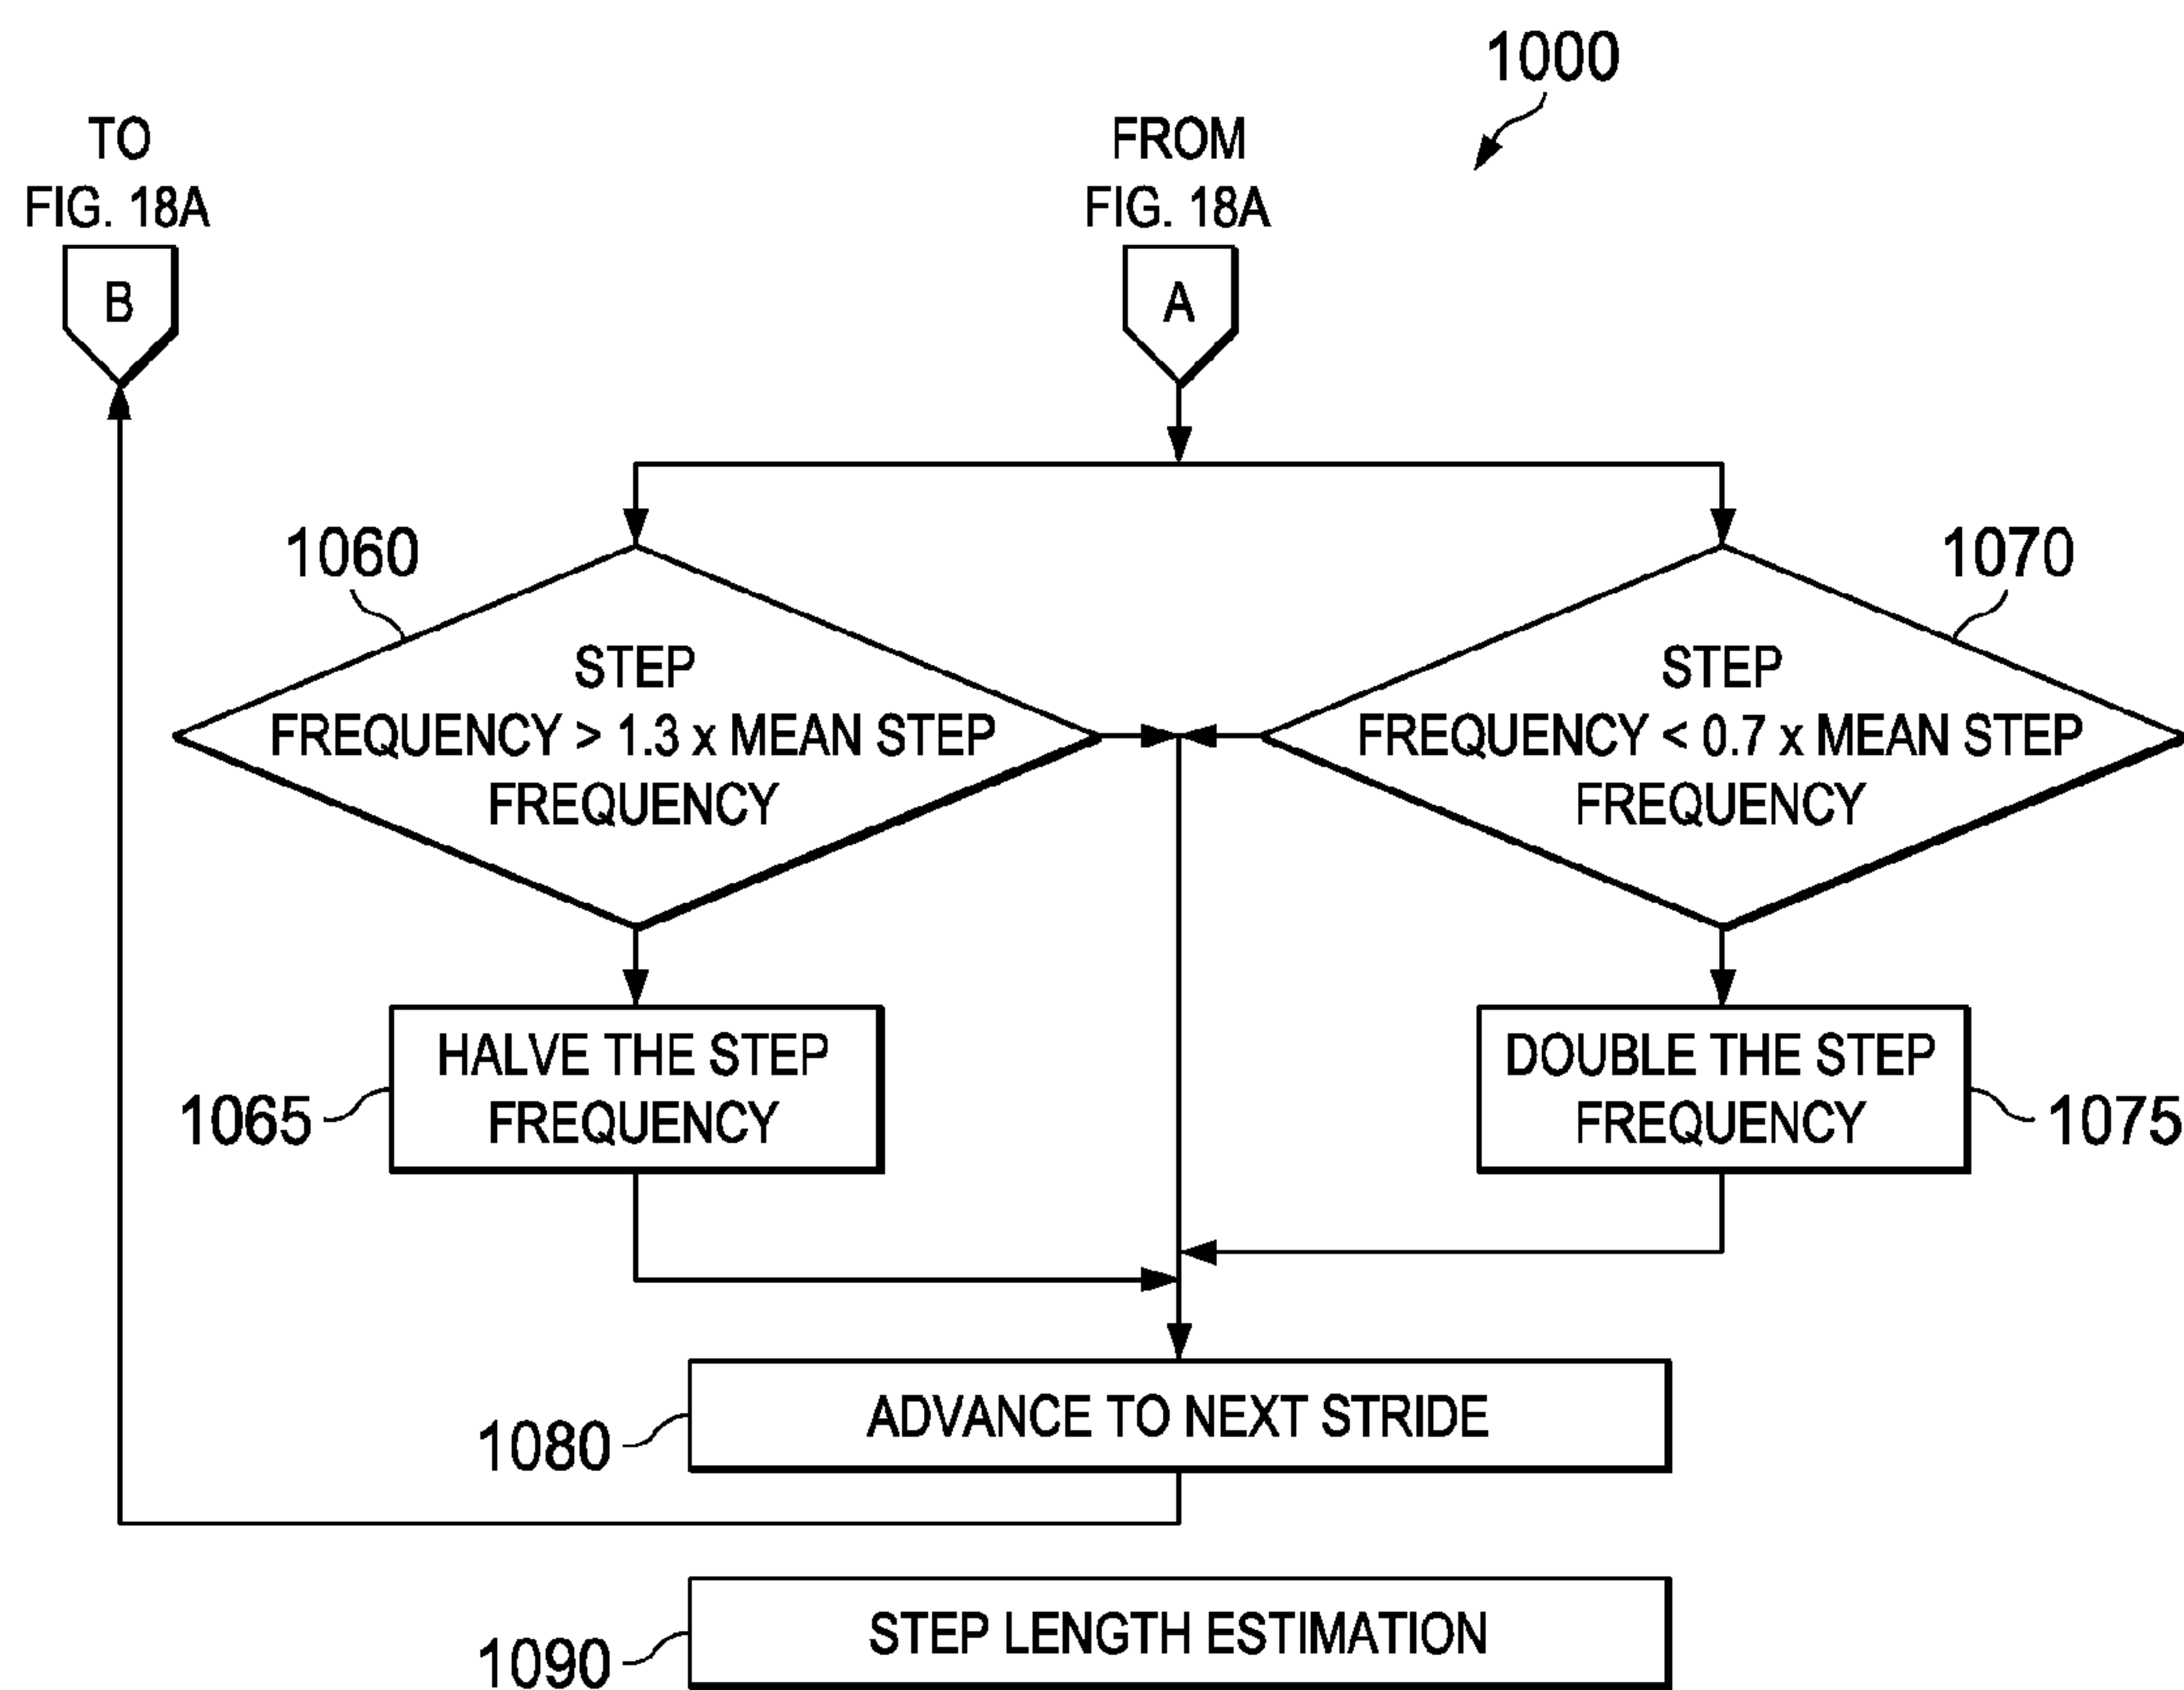 1000
TO
FIG. 18A
B
FROM
FIG. 18A
A
1060
STEP
FREQUENCY > 1.3 x MEAN STEP
FREQUENCY
1070
STEP
FREQUENCY < 0.7 x MEAN STEP
FREQUENCY
HALVE THE STEP
FREQUENCY
1065
DOUBLE THE STEP
FREQUENCY
1075
ADVANCE TO NEXT STRIDE
1080
STEP LENGTH ESTIMATION
1090